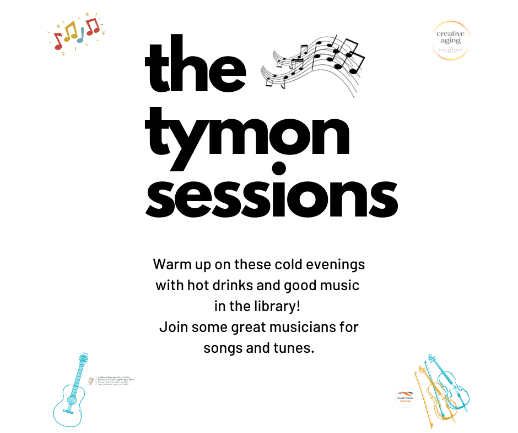 creative
aging
the
tymon
sessions
Warm up on these cold evenings
with hot drinks and good music
in the library!
Join some great musicians for
songs and tunes.